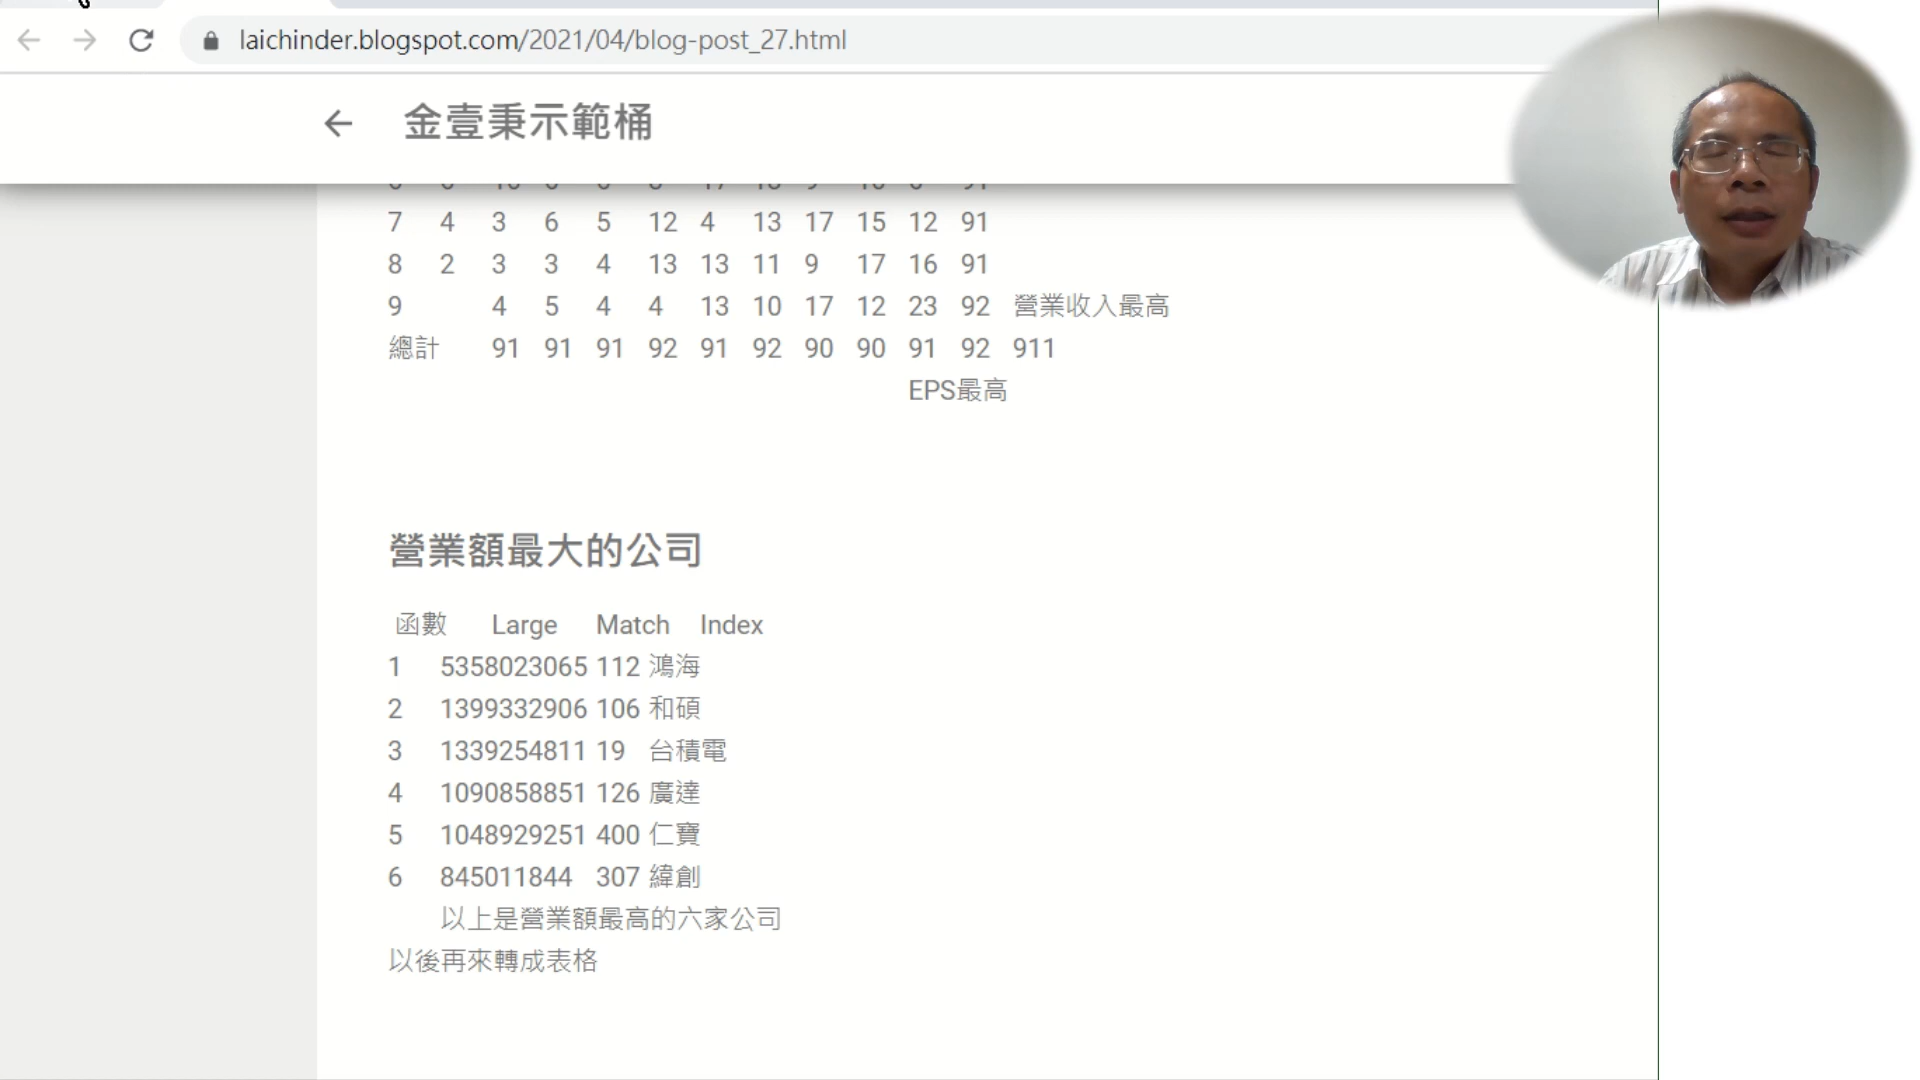 laichinder.blogspot.com/2021/04/blog-post_27.html
金壹秉示範桶
7 4 3 6 5 12 4 13 17 15 12 91
8 2 3 3 4 13 13 11 9 17 16 91
9 4 5 4 4 13 10 17 12 23 92 營業收入最高
總計 91 91 91 92 91 92 90 90 91 92 911
EPS最高
營業額最大的公司
函數 Large Match Index
1 5358023065 112 鴻海
2 1399332906 106 和碩
3 1339254811 19 台積電
4 1090858851 126 廣達
5 1048929251 400 仁寶
6 845011844 307 緯創
以上是營業額最高的六家公司
以後再來轉成表格